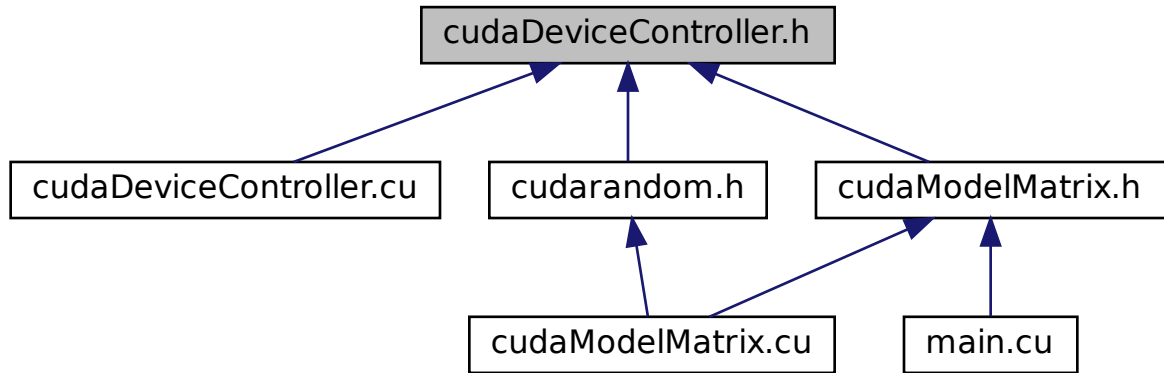 cudaDeviceController.h
cudaDeviceController.cu
cudarandom.h
cudaModelMatrix.h
cudaModelMatrix.cu
main.cu